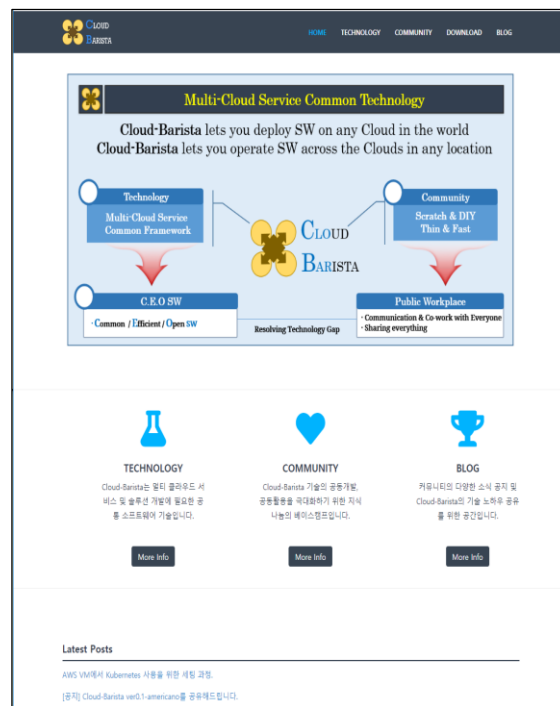 CLOUD
BARISTA
HOME TECHNOLOGY COMMUNITY DOWNLOAD BLOG
Multi-Cloud Service Common Technology
Cloud-Barista lets you deploy SW on any Cloud in the world
Cloud-Barista lets you operate SW across the Clouds in any location
Technology
Multi-Cloud Service
Common Framework
Community
Scratch & DIY
Thin & Fast
CLOUD
BARISTA
C.E.O SW
· Common / Efficient / Open SW
Resolving Technology Gap
Public Workplace
· Communication & Co-work with Everyone
· Sharing everything
TECHNOLOGY
Cloud-Barista는 멀티 클라우드 서
비스 및 솔루션 개발에 필요한 공
통 소프트웨어 기술입니다.
More Info
COMMUNITY
Cloud-Barista 기술의 공동개발,
공동활용을 극대화하기 위한 지식
나눔의 베이스캠프입니다.
More Info
BLOG
커뮤니티의 다양한 소식 공지 및
Cloud-Barista의 기술 노하우 공유
를 위한 공간입니다.
More Info
Latest Posts
AWS VM에서 Kubernetes 사용을 위한 세팅 과정.
[공지] Cloud-Barista ver0.1-americano를 공유해드립니다.